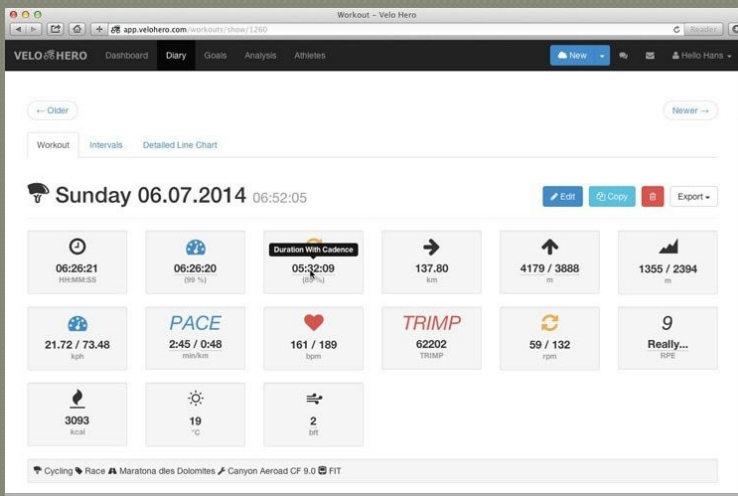 Workout – Velo Hero
app.velohero.com/workouts/show/1260
Reader
VELO HERO Dashboard Diary Goals Analysis Athletes New Hello Hans
← Older
Newer →
Workout Intervals Detailed Line Chart
Sunday 06.07.2014 06:52:05
Edit Copy Export
Duration With Cadence
06:26:21 06:26:20 05:32:09 137.80 4179 / 3888 1355 / 2394
HH:MM:SS (99 %) (85 %) km m m
PACE TRIMP 9
21.72 / 73.48 2:45 / 0:48 161 / 189 62202 59 / 132 Really...
kph min/km bpm TRIMP rpm RPE
3093 19 2
kcal °C bft
Cycling Race Maratona dles Dolomites Canyon Aeroad CF 9.0 FIT